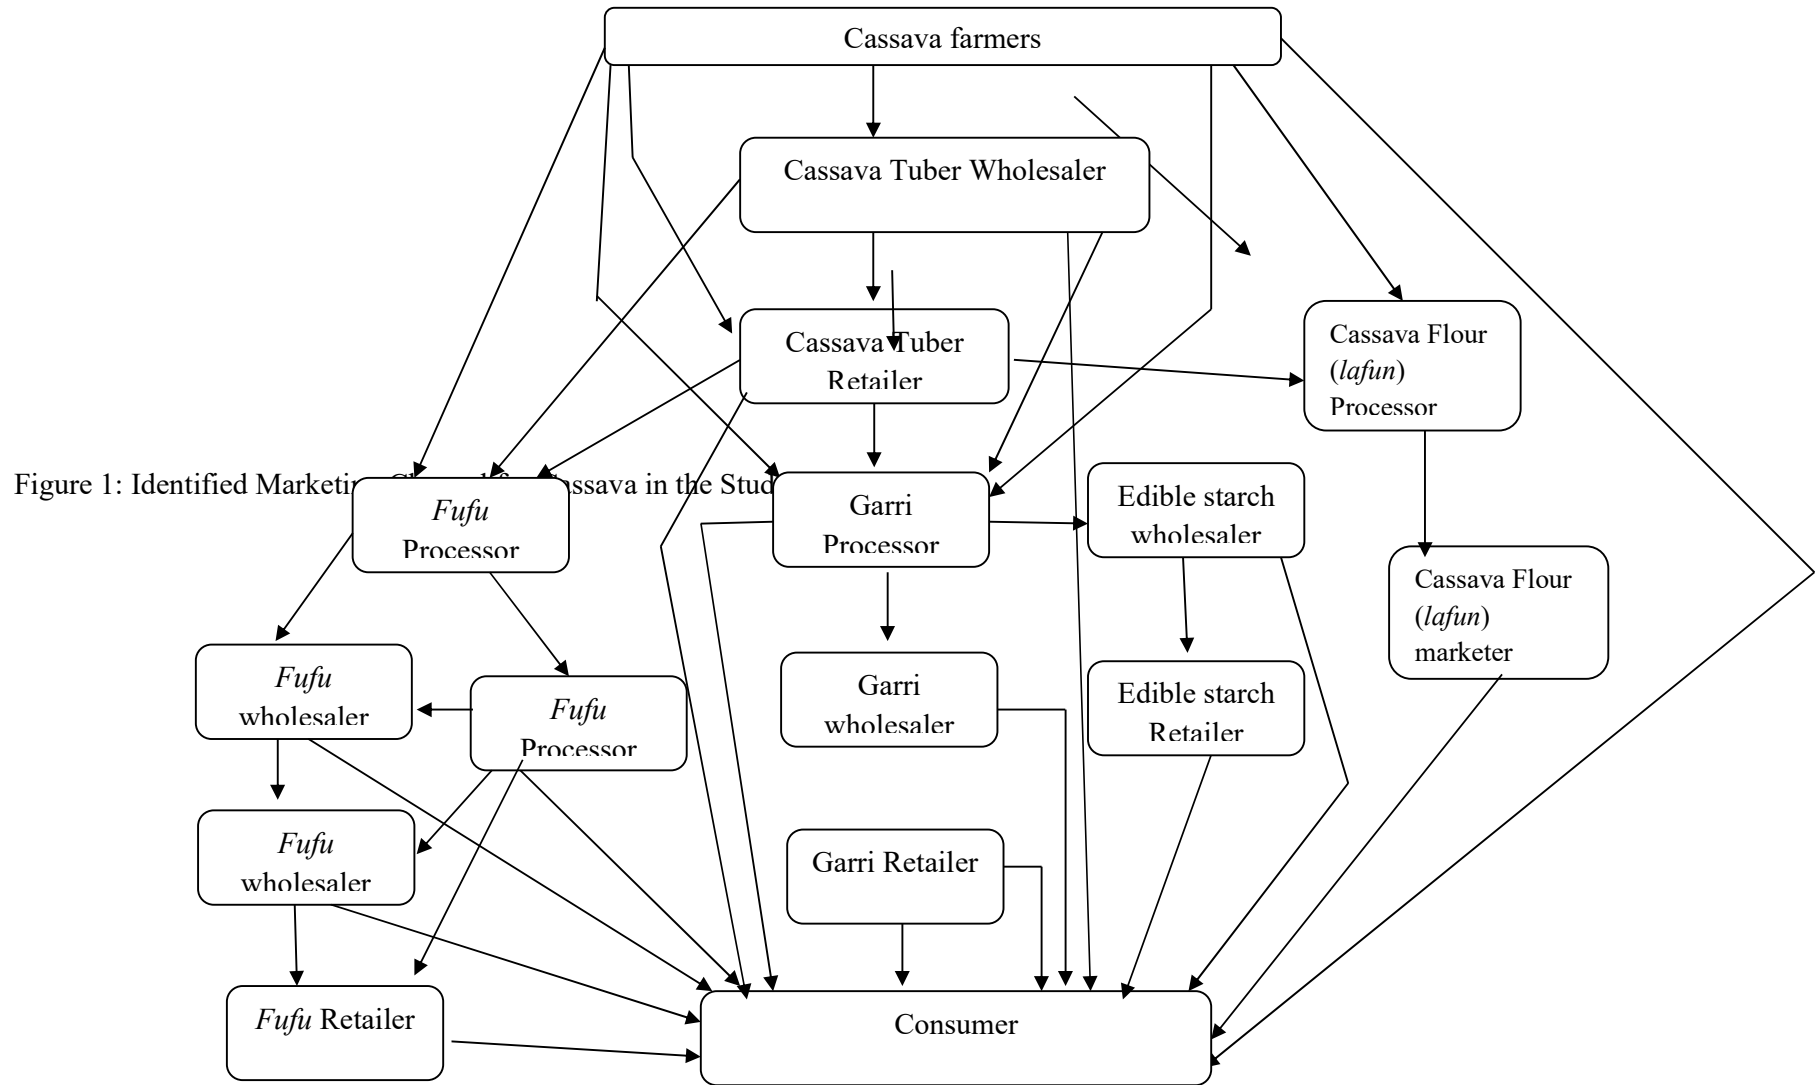 Cassava farmers
Cassava Tuber Wholesaler
Cassava Tuber
Retailer
Cassava Flour
(lafun)
Processor
Figure 1: Identified Marketin
assava in the Stud
Fufu
Processor
Garri
Processor
Edible starch
wholesaler
Cassava Flour
(lafun)
marketer
Fufu
wholesaler
Fufu
Processor
Garri
wholesaler
Edible starch
Retailer
Fufu
wholesaler
Garri Retailer
Fufu Retailer
Consumer